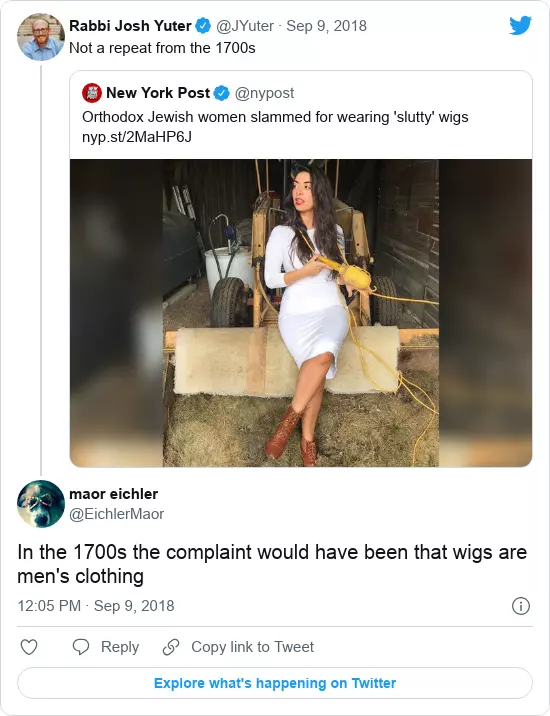 Rabbi Josh Yuter @JYuter · Sep 9, 2018
Not a repeat from the 1700s
New York Post @nypost
Orthodox Jewish women slammed for wearing 'slutty' wigs
nyp.st/2MaHP6J
maor eichler
@EichlerMaor
In the 1700s the complaint would have been that wigs are
men's clothing
12:05 PM · Sep 9, 2018
Reply Copy link to Tweet
Explore what's happening on Twitter